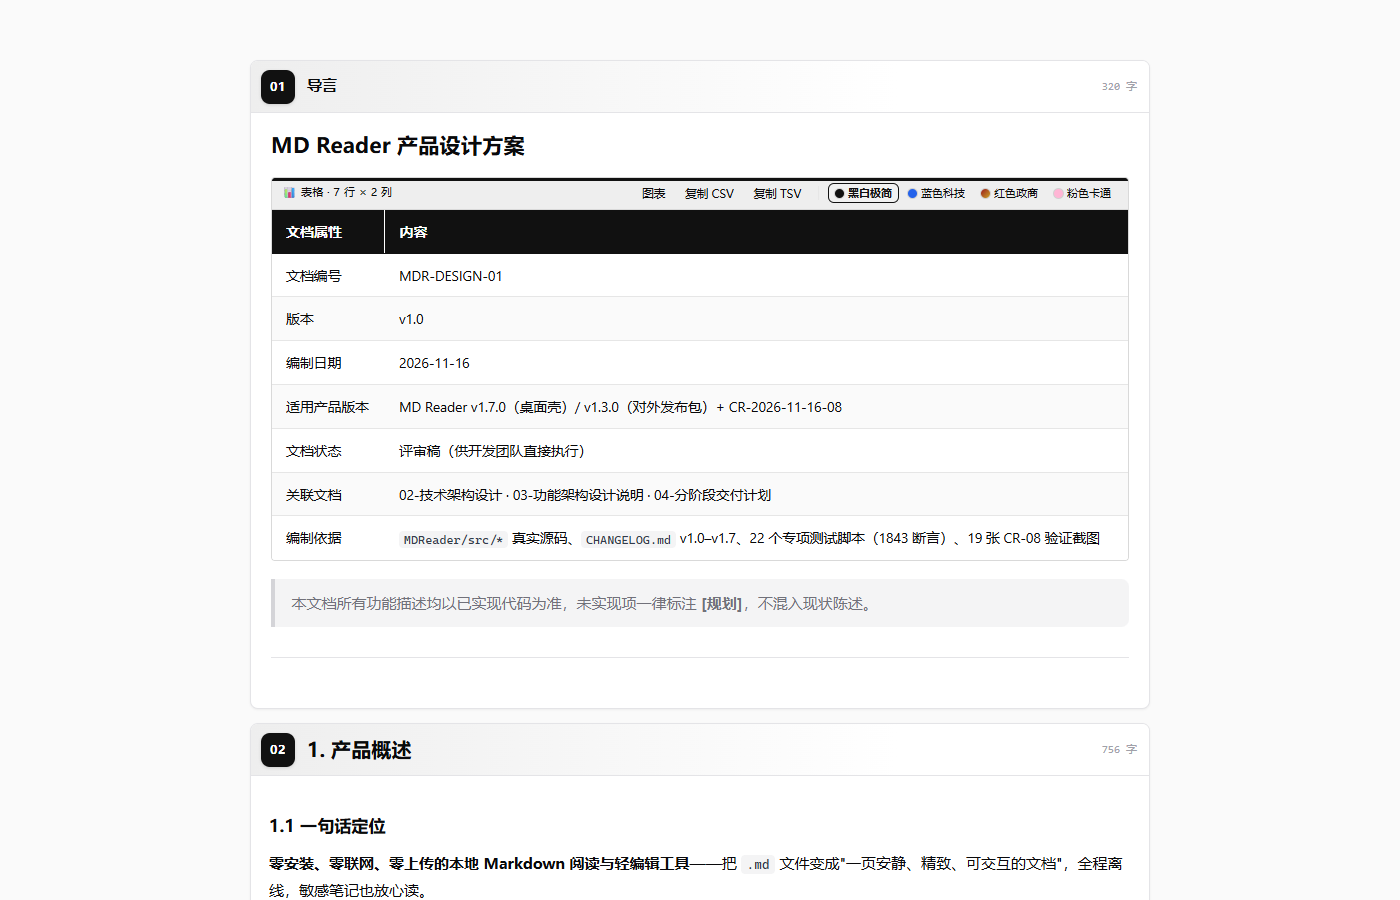 01 导言 320 字
MD Reader 产品设计方案
表格 · 7 行 × 2 列 图表 复制 CSV 复制 TSV 黑白极简 蓝色科技 红色政商 粉色卡通
文档属性 内容
文档编号 MDR-DESIGN-01
版本 v1.0
编制日期 2026-11-16
适用产品版本 MD Reader v1.7.0（桌面壳）/ v1.3.0（对外发布包）+ CR-2026-11-16-08
文档状态 评审稿（供开发团队直接执行）
关联文档 02-技术架构设计 · 03-功能架构设计说明 · 04-分阶段交付计划
编制依据 MDReader/src/* 真实源码、 CHANGELOG.md v1.0–v1.7、22 个专项测试脚本（1843 断言）、19 张 CR-08 验证截图
本文档所有功能描述均以已实现代码为准，未实现项一律标注 [规划]，不混入现状陈述。
02 1. 产品概述 756 字
1.1 一句话定位
零安装、零联网、零上传的本地 Markdown 阅读与轻编辑工具——把 .md 文件变成"一页安静、精致、可交互的文档"，全程离
线，敏感笔记也放心读。